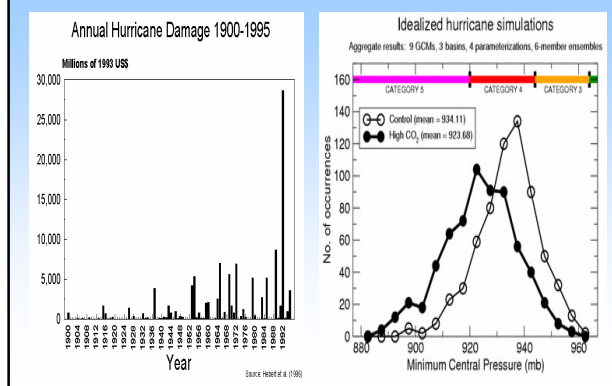 Annual Hurricane Damage 1900-1995
Millions of 1993 US$
30,000
25,000
20,000
15,000
10,000
5,000
0
1900 1904 1908 1912 1916 1920 1924 1928 1932 1936 1940 1944 1948 1952 1956 1960 1964 1968 1972 1976 1980 1984 1988 1992
Year
Source: Hebert et al. (1996)
Idealized hurricane simulations
Aggregate results: 9 GCMs, 3 basins, 4 parameterizations, 6-member ensembles
160
CATEGORY 5 CATEGORY 4 CATEGORY 3
140
Control (mean = 934.11)
120
High CO2 (mean = 923.68)
100
80
60
40
20
0
No. of occurrences
880 900 920 940 960
Minimum Central Pressure (mb)